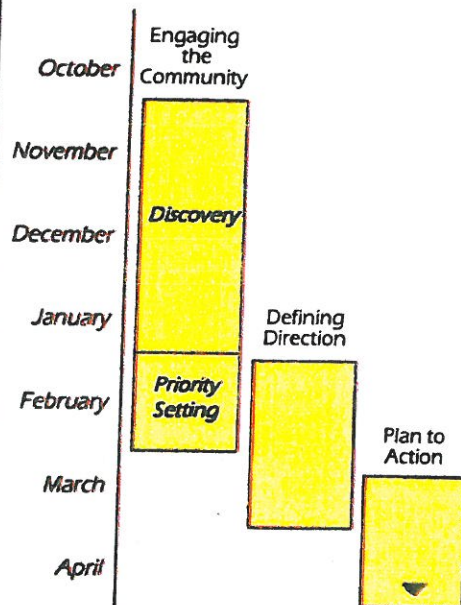 Engaging
the
Community
October
November
Discovery
December
January
Defining
Direction
Priority
Setting
February
Plan to
Action
March
April